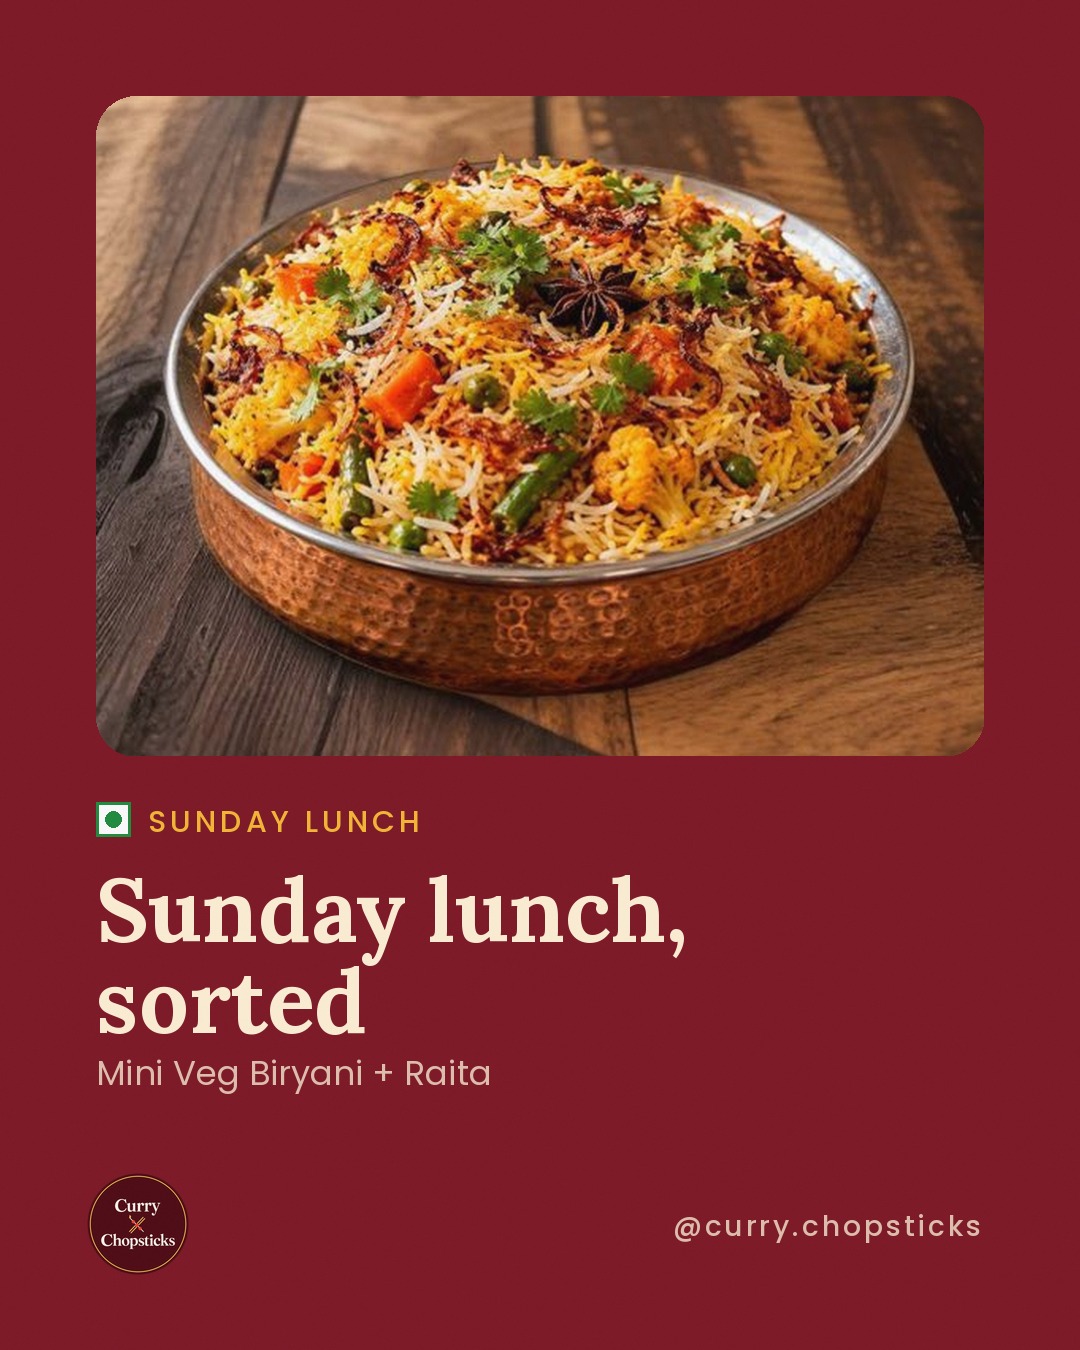 SUNDAY LUNCH
Sunday lunch,
sorted
Mini Veg Biryani + Raita
Curry
Chopsticks
@curry.chopsticks